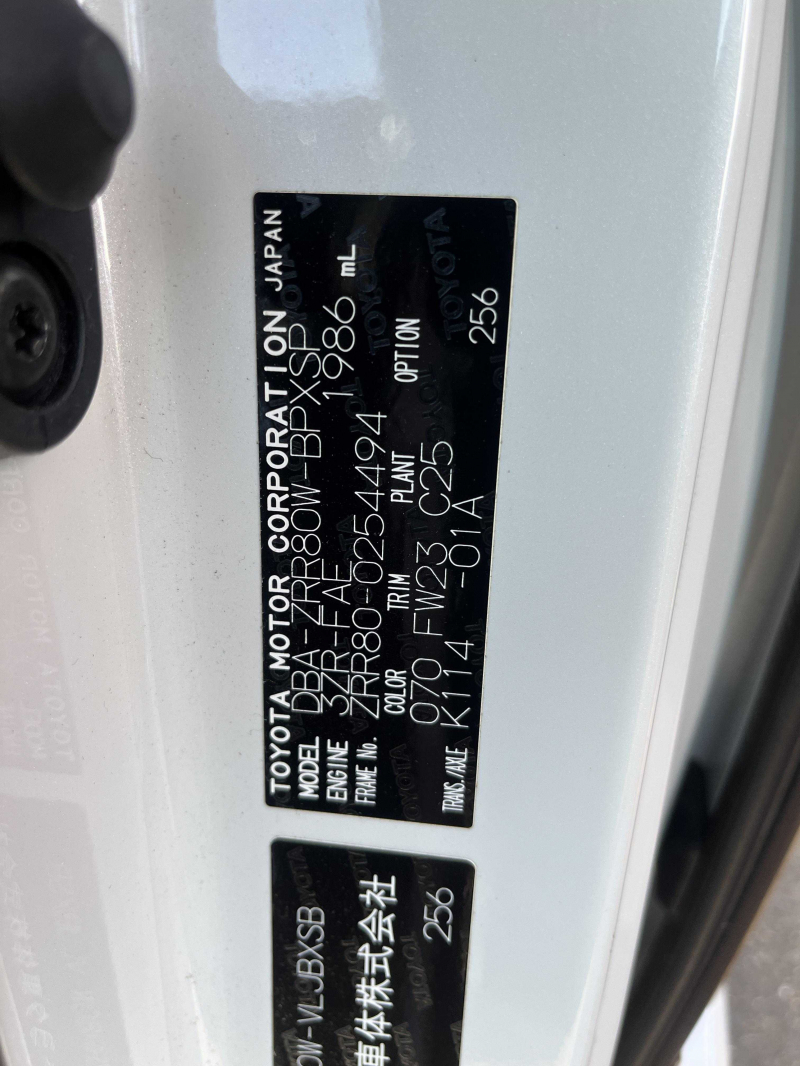 TOYOTA MOTOR CORPORATION JAPAN
MODEL DBA-ZRR80W-BPXSP
ENGINE 3ZR-FAE 1986 mL
FRAME No. ZRR80-0254494
COLOR TRIM PLANT OPTION
070 FW23 C25
TRANS./AXLE K114 -01A 256
0W-VL9BXSB
車体株式会社
256